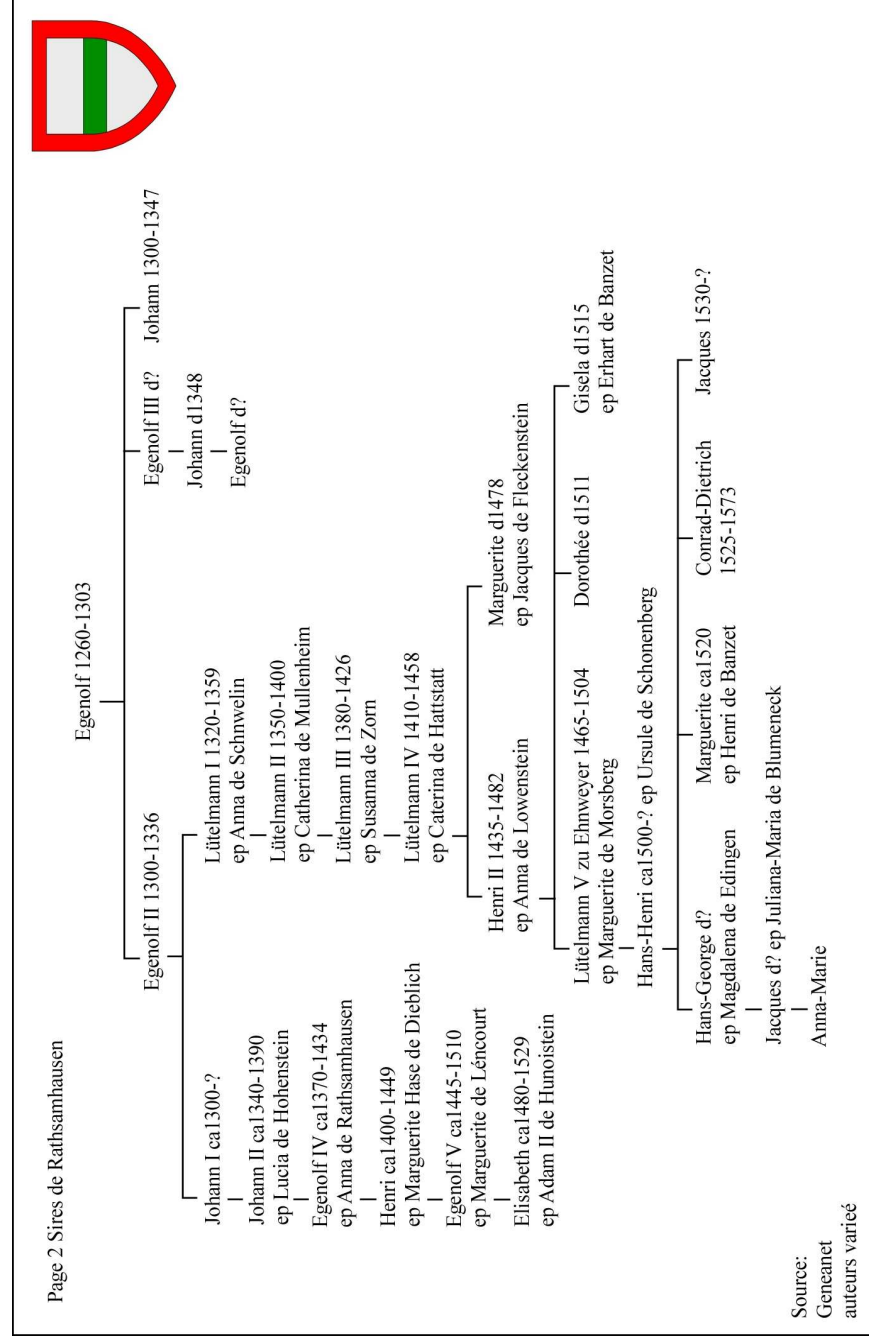 Page 2 Sires de Rathsamhausen
Egenolf 1260-1303
Egenolf II 1300-1336
Egenolf III d?
Johann 1300-1347
Johann d1348
Egenolf d?
Johann I ca1300-?
Johann II ca1340-1390
ep Lucia de Hohenstein
Egenolf IV ca1370-1434
ep Anna de Rathsamhausen
Henri ca1400-1449
ep Marguerite Hase de Dieblich
Egenolf V ca1445-1510
ep Marguerite de Léncourt
Elisabeth ca1480-1529
ep Adam II de Hunoistein
Lütelmann I 1320-1359
ep Anna de Schnwelin
Lütelmann II 1350-1400
ep Catherina de Mullenheim
Lütelmann III 1380-1426
ep Susanna de Zorn
Lütelmann IV 1410-1458
ep Caterina de Hattstatt
Henri II 1435-1482
ep Anna de Lowenstein
Marguerite d1478
ep Jacques de Fleckenstein
Lütelmann V zu Ehnweyer 1465-1504
ep Marguerite de Morsberg
Dorothée d1511
Gisela d1515
ep Erhart de Banzet
Hans-Henri ca1500-? ep Ursule de Schonenberg
Hans-George d?
ep Magdalena de Edingen
Marguerite ca1520
ep Henri de Banzet
Conrad-Dietrich
1525-1573
Jacques 1530-?
Jacques d? ep Juliana-Maria de Blumeneck
Anna-Marie
Source:
Geneanet
auteurs varieé